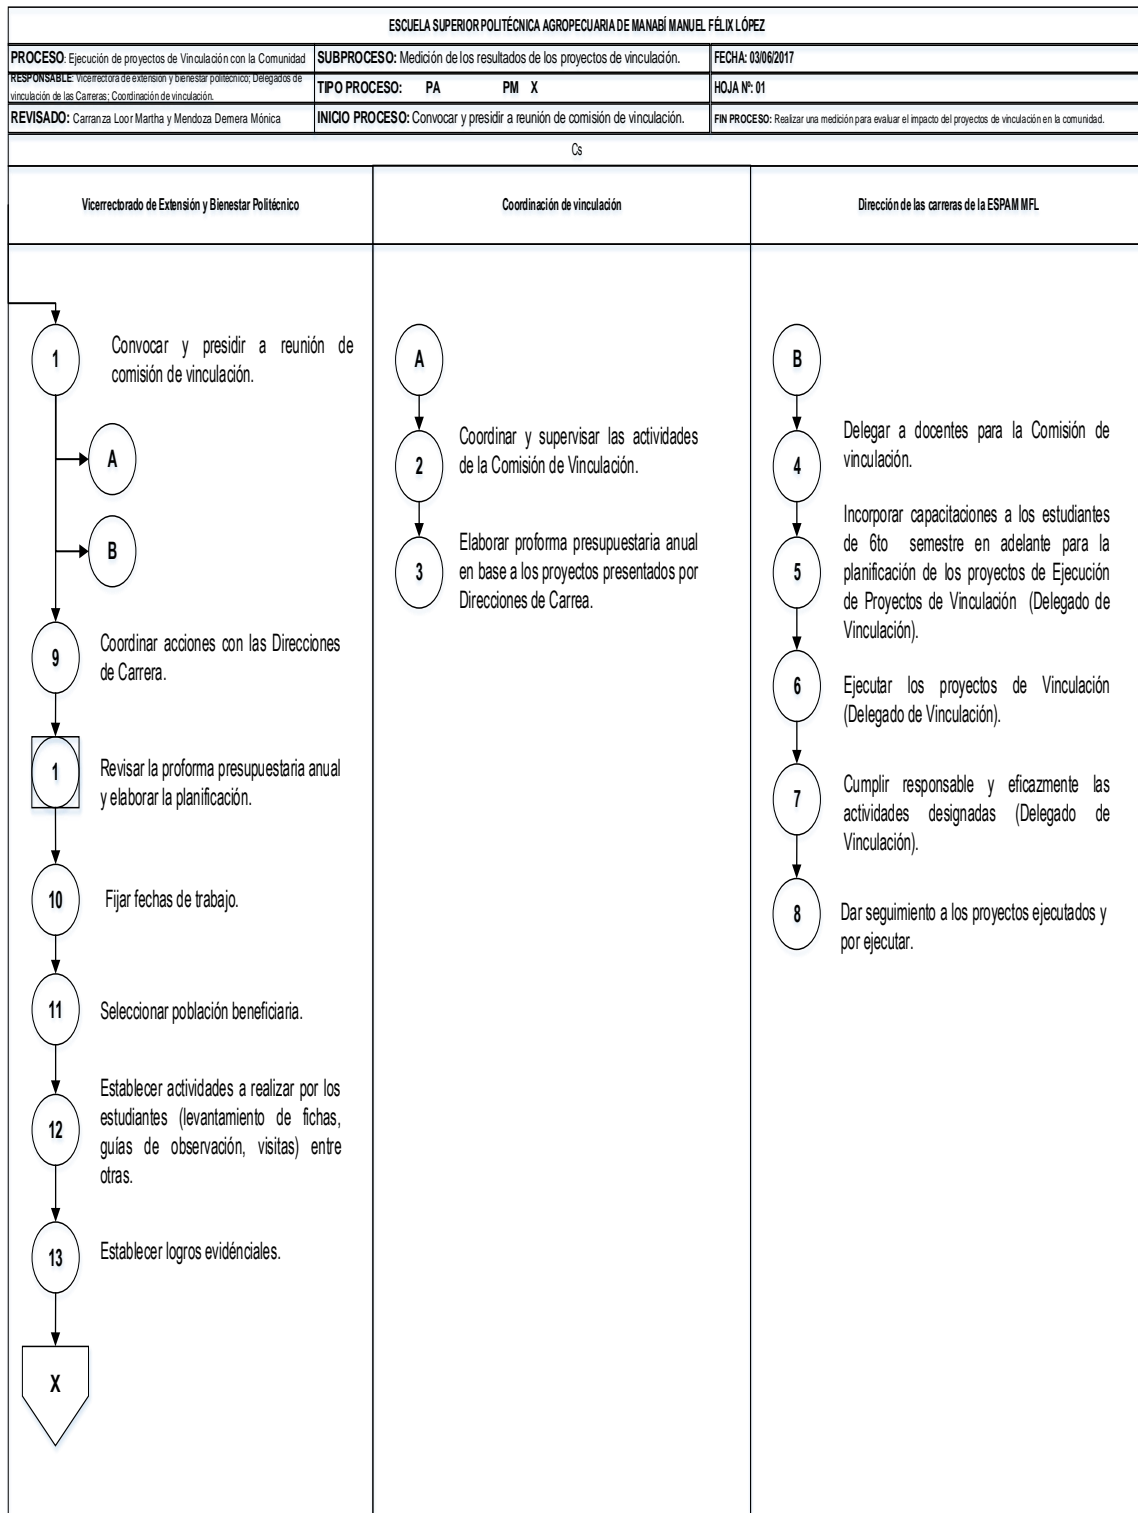 ESCUELA SUPERIOR POLITÉCNICA AGROPECUARIA DE MANABÍ MANUEL FÉLIX LÓPEZ
PROCESO: Ejecución de proyectos de Vinculación con la Comunidad
SUBPROCESO: Medición de los resultados de los proyectos de vinculación.
FECHA: 03/06/2017
RESPONSABLE: Vicerrectora de extensión y bienestar politécnico; Delegados de
vinculación de las Carreras; Coordinación de vinculación.
TIPO PROCESO: PA PM X
HOJA Nº: 01
REVISADO: Carranza Loor Martha y Mendoza Demera Mónica
INICIO PROCESO: Convocar y presidir a reunión de comisión de vinculación.
FIN PROCESO: Realizar una medición para evaluar el impacto del proyectos de vinculación en la comunidad.
Cs
Vicerrectorado de Extensión y Bienestar Politécnico
Coordinación de vinculación
Dirección de las carreras de la ESPAM MFL
1
Convocar y presidir a reunión de
comisión de vinculación.
A
B
9
Coordinar acciones con las Direcciones
de Carrera.
1
Revisar la proforma presupuestaria anual
y elaborar la planificación.
10
Fijar fechas de trabajo.
11
Seleccionar población beneficiaria.
12
Establecer actividades a realizar por los
estudiantes (levantamiento de fichas,
guías de observación, visitas) entre
otras.
13
Establecer logros evidénciales.
X
A
2
Coordinar y supervisar las actividades
de la Comisión de Vinculación.
3
Elaborar proforma presupuestaria anual
en base a los proyectos presentados por
Direcciones de Carrea.
B
4
Delegar a docentes para la Comisión de
vinculación.
5
Incorporar capacitaciones a los estudiantes
de 6to semestre en adelante para la
planificación de los proyectos de Ejecución
de Proyectos de Vinculación (Delegado de
Vinculación).
6
Ejecutar los proyectos de Vinculación
(Delegado de Vinculación).
7
Cumplir responsable y eficazmente las
actividades designadas (Delegado de
Vinculación).
8
Dar seguimiento a los proyectos ejecutados y
por ejecutar.